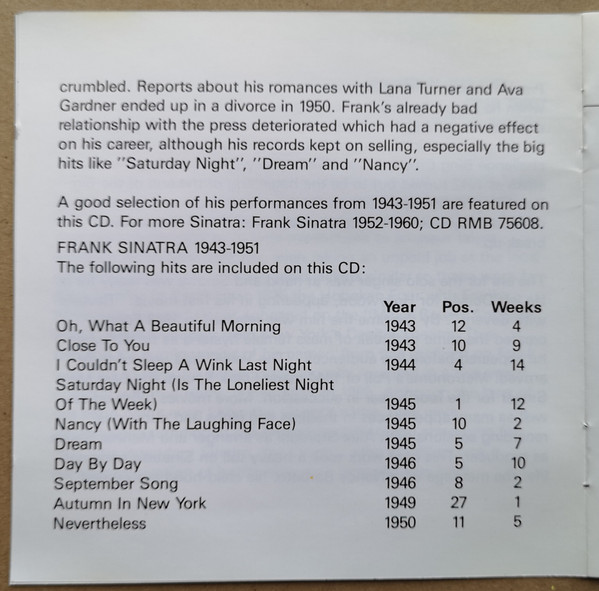 crumbled. Reports about his romances with Lana Turner and Ava
Gardner ended up in a divorce in 1950. Frank's already bad
relationship with the press deteriorated which had a negative effect
on his career, although his records kept on selling, especially the big
hits like "Saturday Night", "Dream" and "Nancy".
A good selection of his performances from 1943-1951 are featured on
this CD. For more Sinatra: Frank Sinatra 1952-1960; CD RMB 75608.
FRANK SINATRA 1943-1951
The following hits are included on this CD:
Year Pos. Weeks
Oh, What A Beautiful Morning 1943 12 4
Close To You 1943 10 9
I Couldn't Sleep A Wink Last Night 1944 4 14
Saturday Night (Is The Loneliest Night
Of The Week) 1945 1 12
Nancy (With The Laughing Face) 1945 10 2
Dream 1945 5 7
Day By Day 1946 5 10
September Song 1946 8 2
Autumn In New York 1949 27 1
Nevertheless 1950 11 5